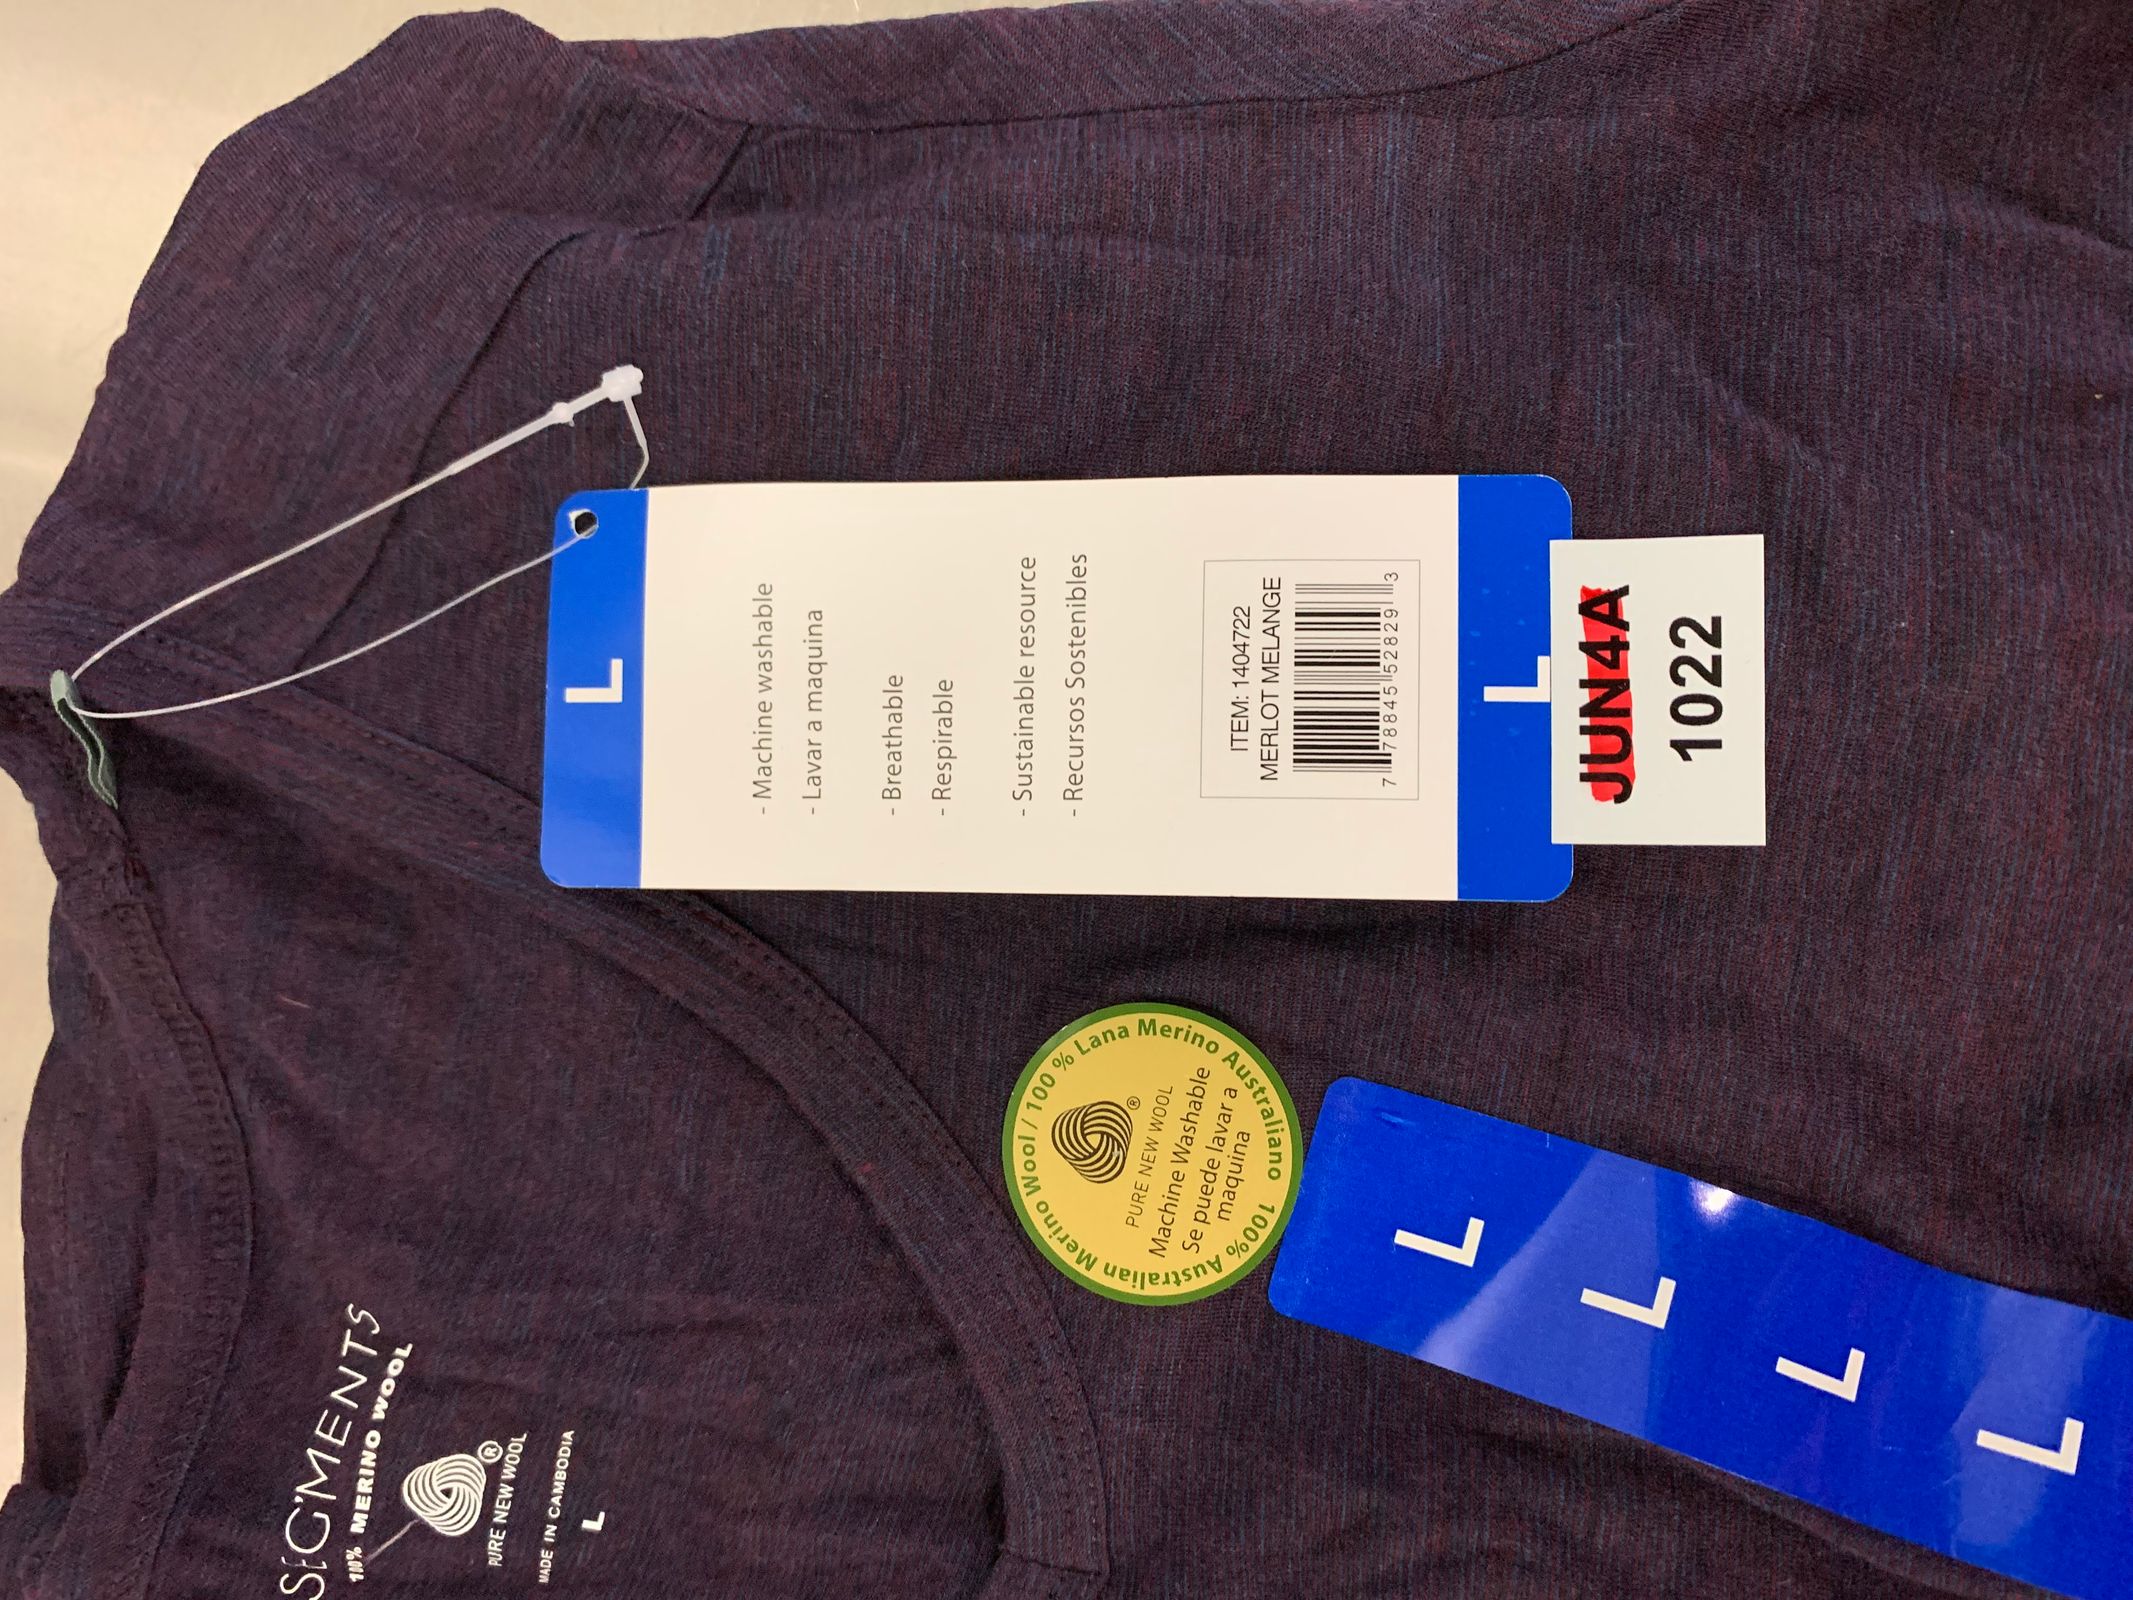 L
- Machine washable
- Lavar a maquina
- Breathable
- Respirable
- Sustainable resource
- Recursos Sostenibles
ITEM: 1404722
MERLOT MELANGE
7 78845 52829 3
L
JUN4A
1022
100% Australian Merino Wool / 100 % Lana Merino Australiano
PURE NEW WOOL
®
Machine Washable
Se puede lavar a
maquina
L
L
L
L
SEG'MENTS
100% MERINO WOOL
®
PURE NEW WOOL
MADE IN CAMBODIA
L